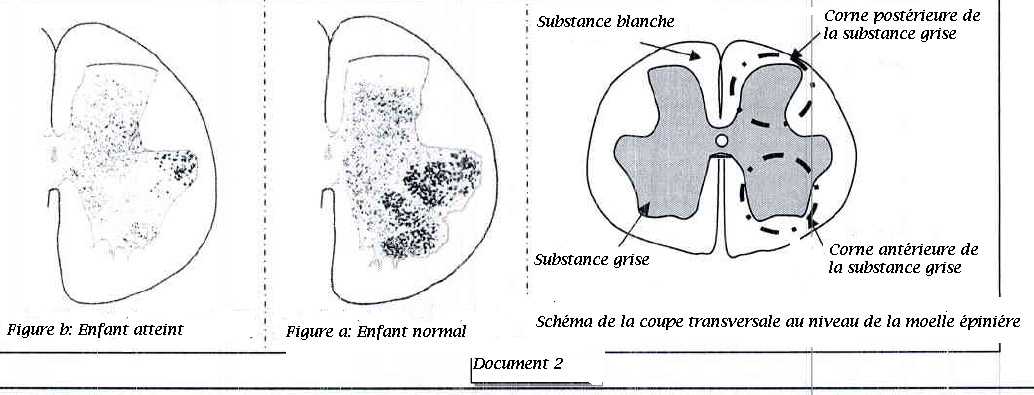 Substance blanche
Corne postérieure de
la substance grise
Substance grise
Corne antérieure de
la substance grise
Figure b: Enfant atteint
Figure a: Enfant normal
Schéma de la coupe transversale au niveau de la moelle épiniére
Document 2